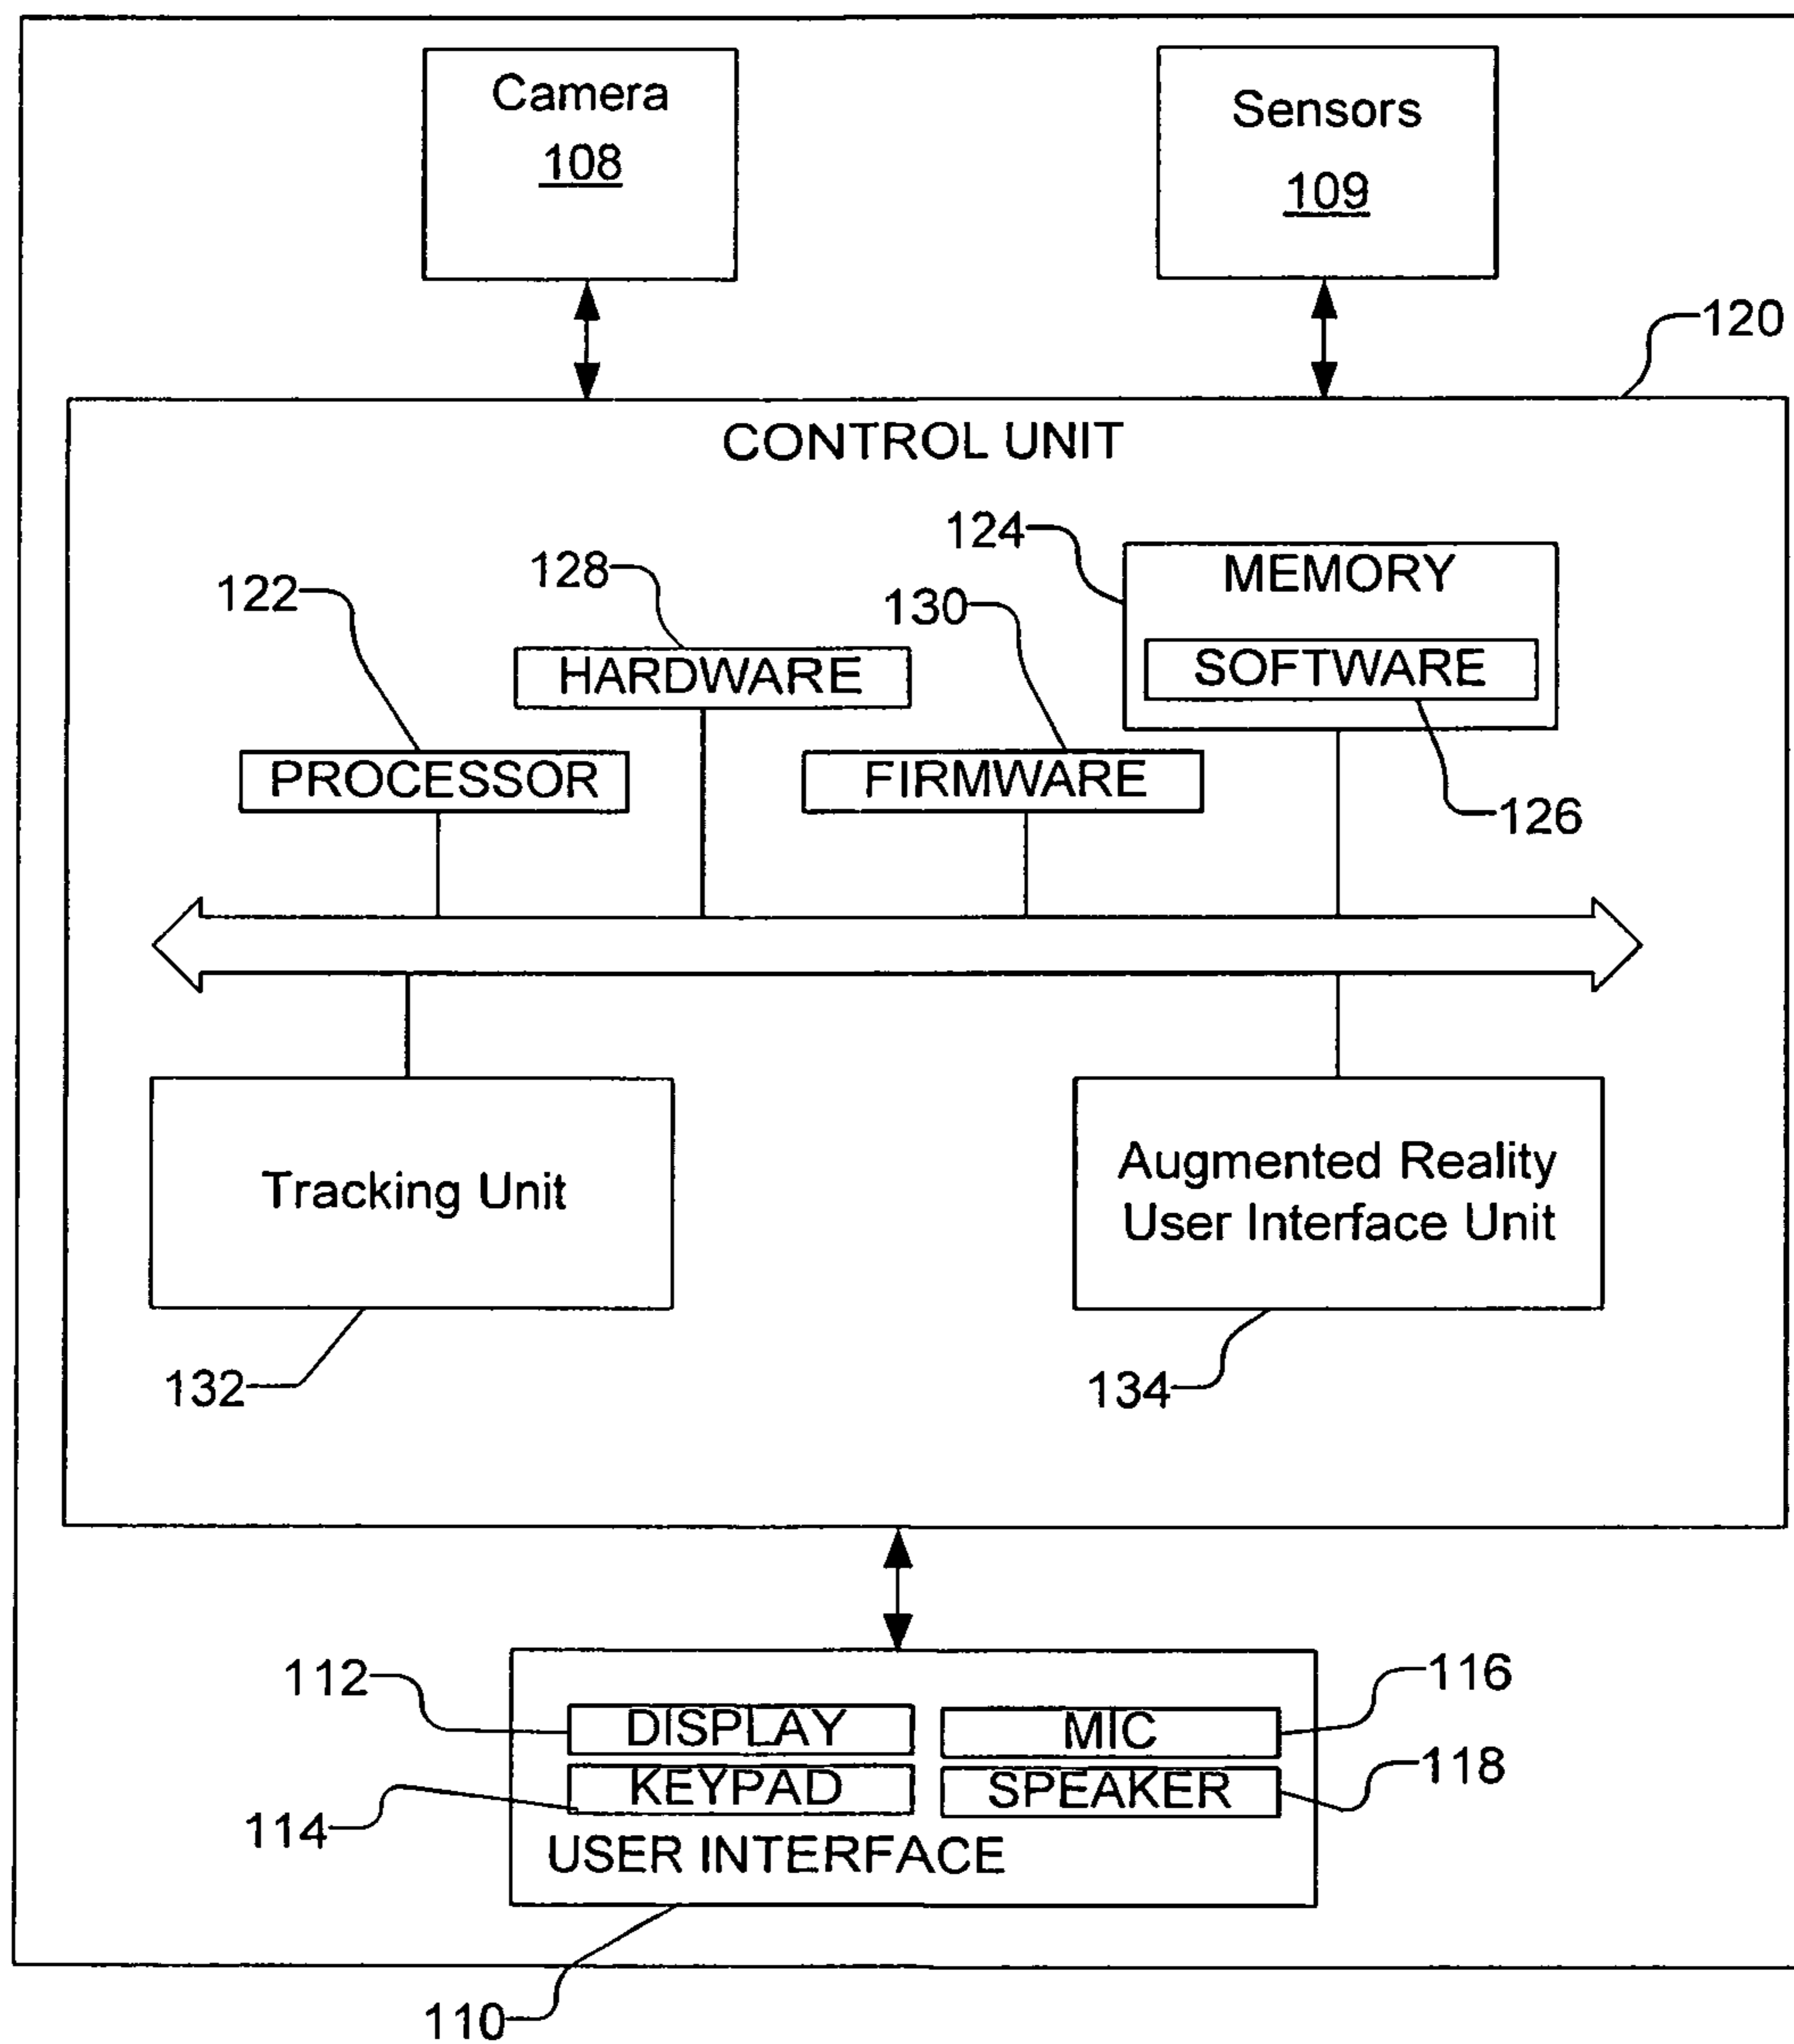 Camera
108
Sensors
109
120
CONTROL UNIT
124
MEMORY
128
122
130
HARDWARE
SOFTWARE
PROCESSOR
FIRMWARE
126
Tracking Unit
Augmented Reality
User Interface Unit
132
134
112
116
DISPLAY
MIC
KEYPAD
SPEAKER
118
114
USER INTERFACE
110